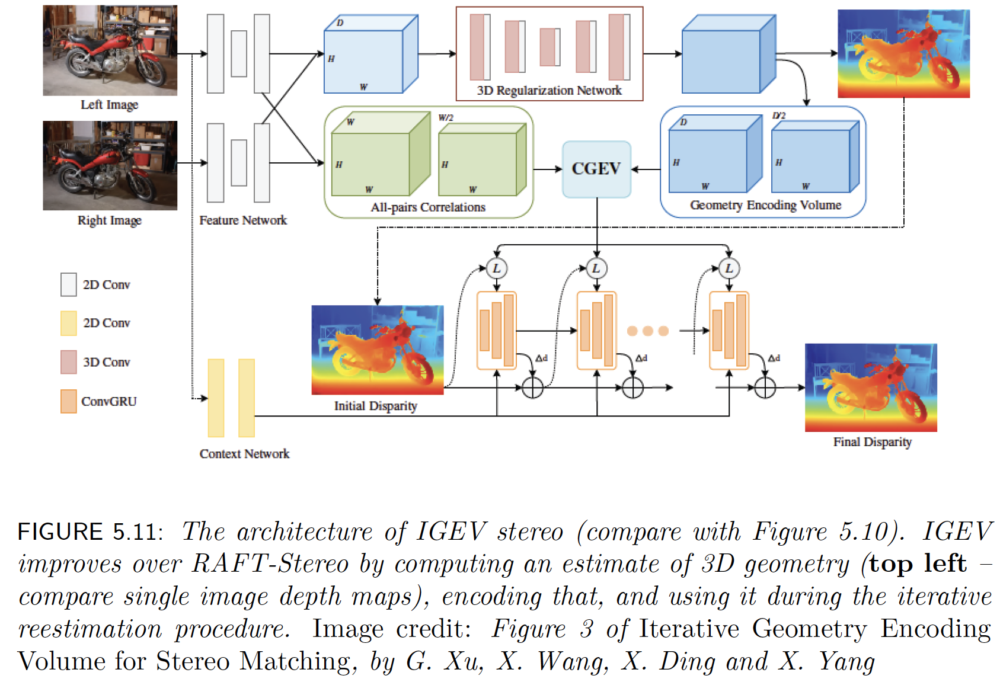 D
H
W
3D Regularization Network
Left Image
W
H
W
W/2
H
W
All-pairs Correlations
CGEV
D
H
W
D/2
H
W
Geometry Encoding Volume
Right Image
Feature Network
L
L
L
2D Conv
2D Conv
3D Conv
ConvGRU
Δd
Δd
Δd
Initial Disparity
Final Disparity
Context Network
FIGURE 5.11: The architecture of IGEV stereo (compare with Figure 5.10). IGEV
improves over RAFT-Stereo by computing an estimate of 3D geometry (top left –
compare single image depth maps), encoding that, and using it during the iterative
reestimation procedure. Image credit: Figure 3 of Iterative Geometry Encoding
Volume for Stereo Matching, by G. Xu, X. Wang, X. Ding and X. Yang